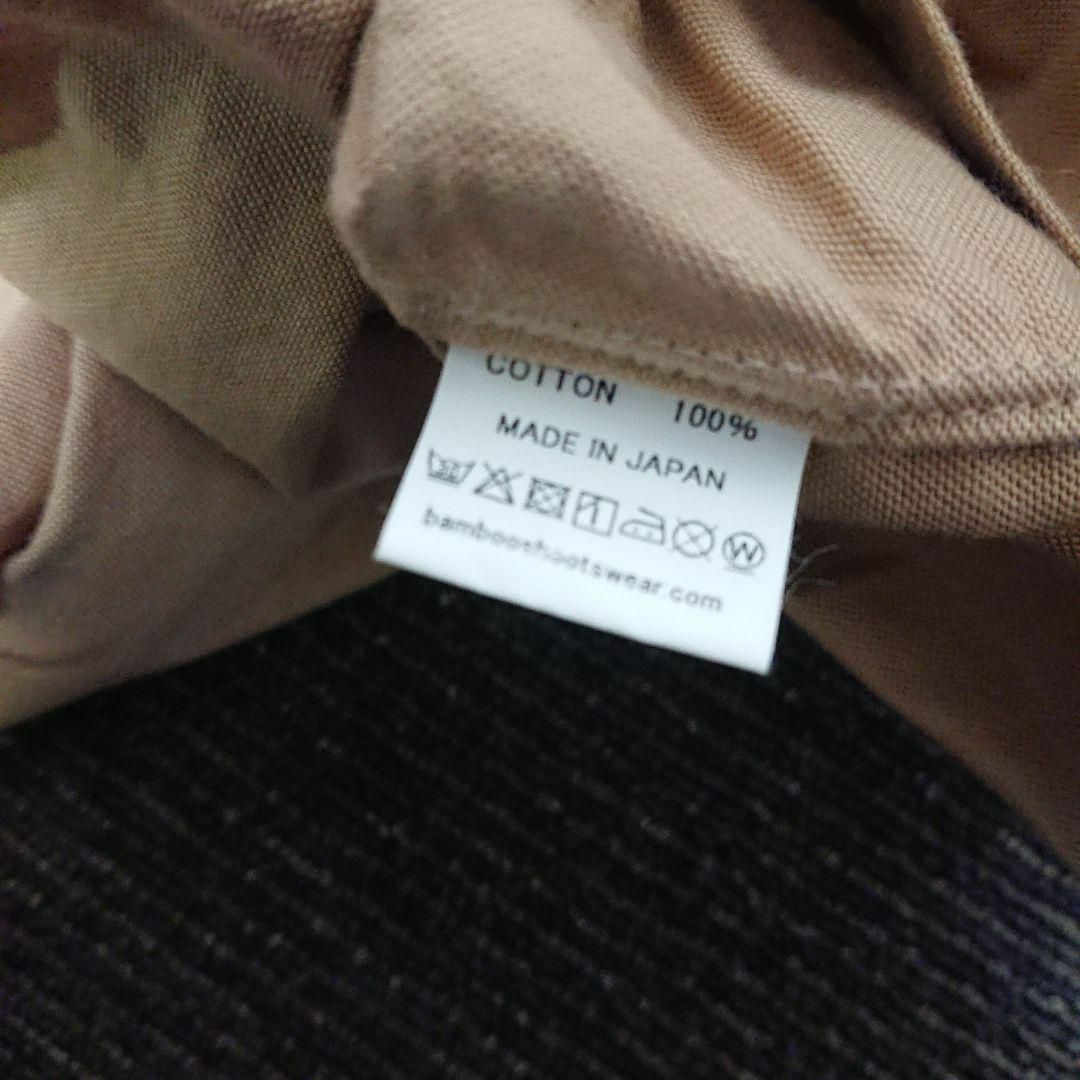 COTTON 100%
MADE IN JAPAN
W
bambooshootswear.com